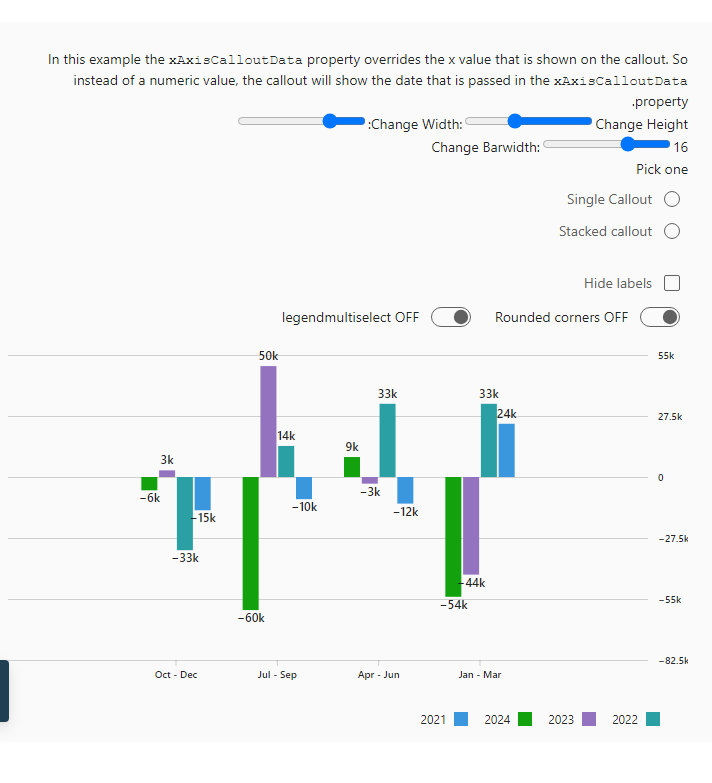 In this example the xAxisCalloutData property overrides the x value that is shown on the callout. So
instead of a numeric value, the callout will show the date that is passed in the xAxisCalloutData
.property
:Change Width: Change Height
Change Barwidth: 16
Pick one
Single Callout
Stacked callout
Hide labels
legendmultiselect OFF Rounded corners OFF
50k 55k
33k 33k
24k 27.5k
14k
9k
3k
0
−6k −3k
−10k −12k
−15k
−27.5k
−33k
−44k
−54k −55k
−60k
−82.5k
Oct - Dec Jul - Sep Apr - Jun Jan - Mar
2021 2024 2023 2022